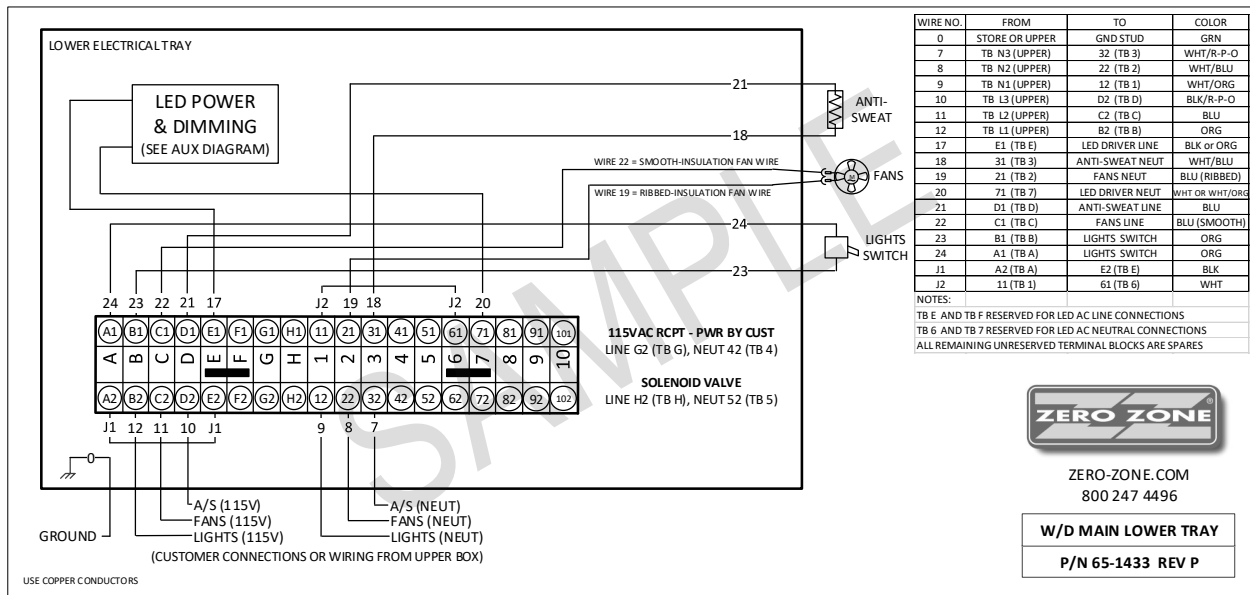 LOWER ELECTRICAL TRAY
LED POWER
& DIMMING
(SEE AUX DIAGRAM)
21
ANTI-
SWEAT
18
WIRE 22 = SMOOTH-INSULATION FAN WIRE
WIRE 19 = RIBBED-INSULATION FAN WIRE
FANS
24
LIGHTS
SWITCH
23
24 23 22 21 17 J2 19 18 J2 20
A1 B1 C1 D1 E1 F1 G1 H1 11 21 31 41 51 61 71 81 91 101
A B C D E F G H 1 2 3 4 5 6 7 8 9 10
A2 B2 C2 D2 E2 F2 G2 H2 12 22 32 42 52 62 72 82 92 102
J1 12 11 10 J1 9 8 7
115VAC RCPT - PWR BY CUST
LINE G2 (TB G), NEUT 42 (TB 4)
SOLENOID VALVE
LINE H2 (TB H), NEUT 52 (TB 5)
0
GROUND
A/S (115V)
FANS (115V)
LIGHTS (115V)
A/S (NEUT)
FANS (NEUT)
LIGHTS (NEUT)
(CUSTOMER CONNECTIONS OR WIRING FROM UPPER BOX)
USE COPPER CONDUCTORS
SAMPLE
WIRE NO. FROM TO COLOR
0 STORE OR UPPER GND STUD GRN
7 TB N3 (UPPER) 32 (TB 3) WHT/R-P-O
8 TB N2 (UPPER) 22 (TB 2) WHT/BLU
9 TB N1 (UPPER) 12 (TB 1) WHT/ORG
10 TB L3 (UPPER) D2 (TB D) BLK/R-P-O
11 TB L2 (UPPER) C2 (TB C) BLU
12 TB L1 (UPPER) B2 (TB B) ORG
17 E1 (TB E) LED DRIVER LINE BLK or ORG
18 31 (TB 3) ANTI-SWEAT NEUT WHT/BLU
19 21 (TB 2) FANS NEUT BLU (RIBBED)
20 71 (TB 7) LED DRIVER NEUT WHT OR WHT/ORG
21 D1 (TB D) ANTI-SWEAT LINE BLU
22 C1 (TB C) FANS LINE BLU (SMOOTH)
23 B1 (TB B) LIGHTS SWITCH ORG
24 A1 (TB A) LIGHTS SWITCH ORG
J1 A2 (TB A) E2 (TB E) BLK
J2 11 (TB 1) 61 (TB 6) WHT
NOTES:
TB E AND TB F RESERVED FOR LED AC LINE CONNECTIONS
TB 6 AND TB 7 RESERVED FOR LED AC NEUTRAL CONNECTIONS
ALL REMAINING UNRESERVED TERMINAL BLOCKS ARE SPARES
ZERO ZONE
ZERO-ZONE.COM
800 247 4496
W/D MAIN LOWER TRAY
P/N 65-1433 REV P